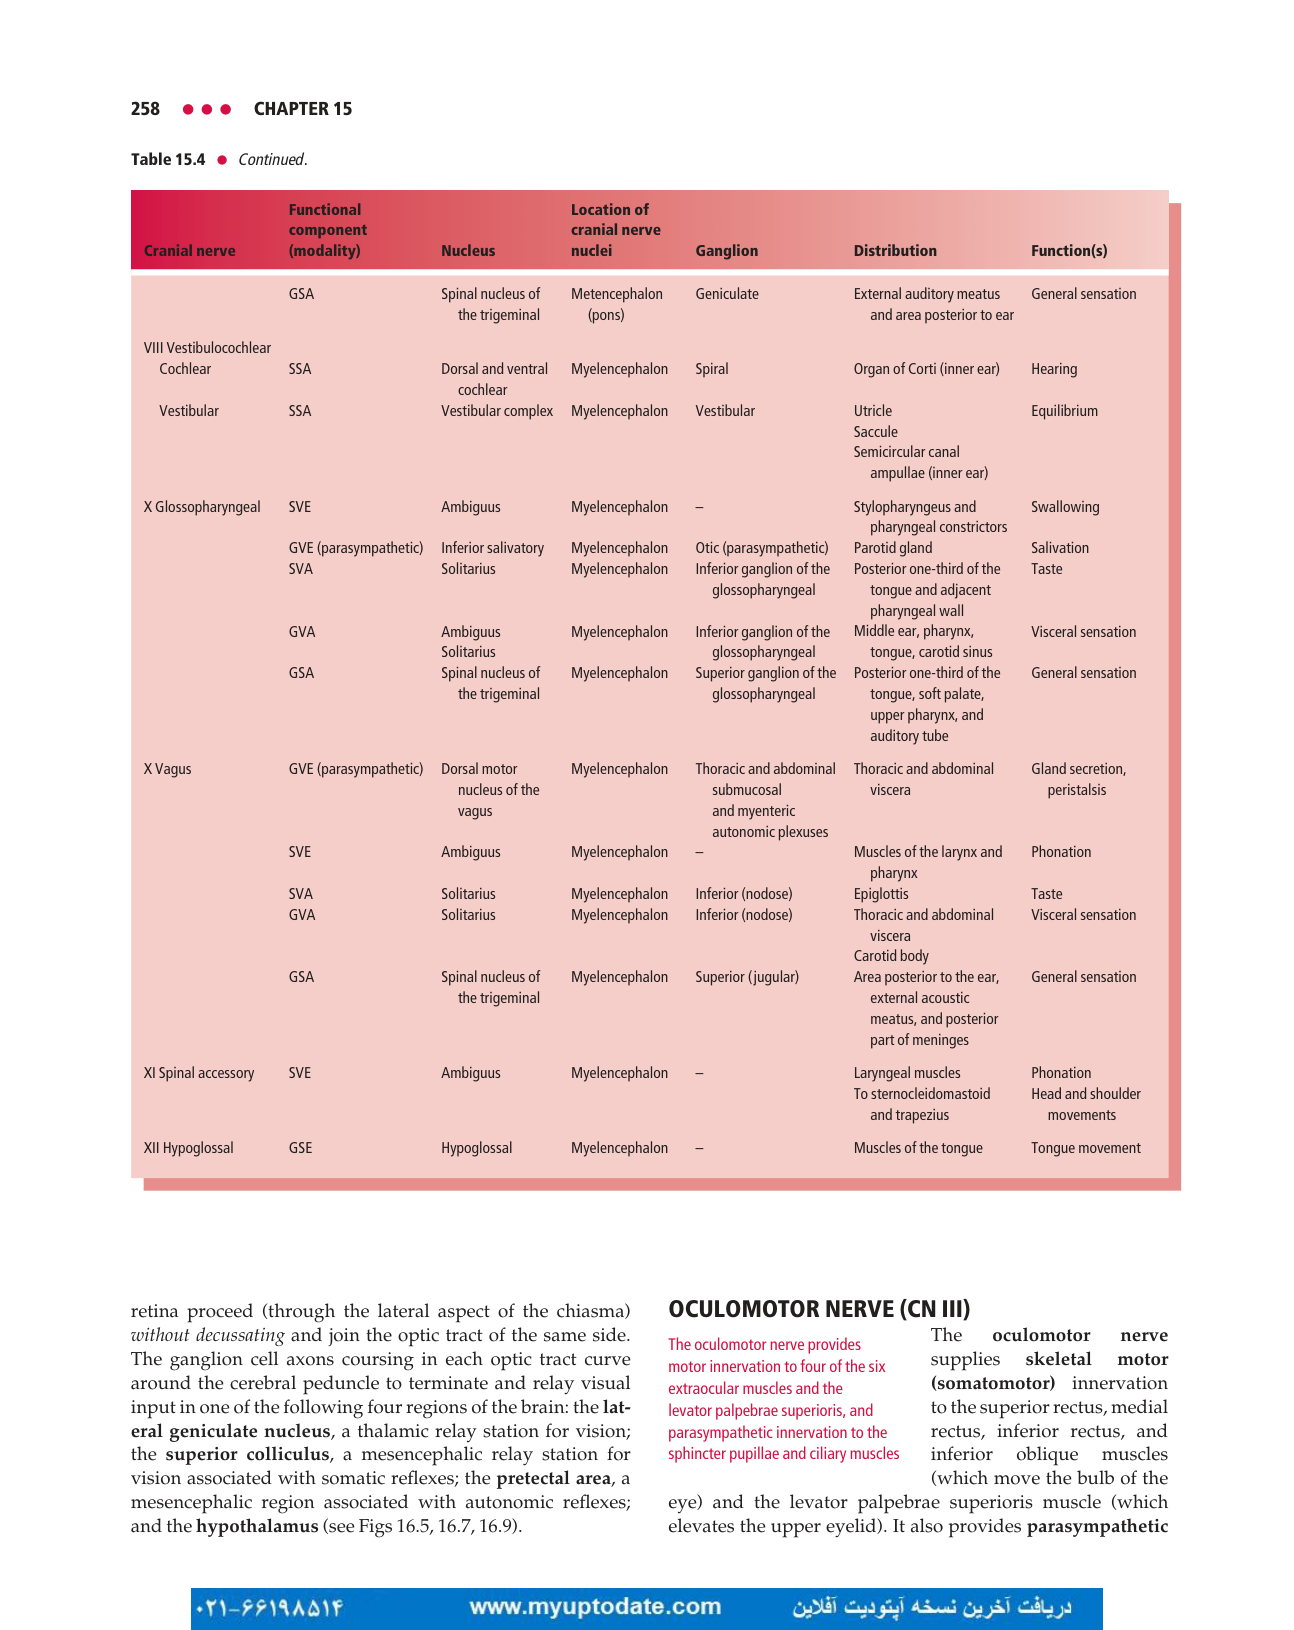 258 ● ● ● CHAPTER 15
Table 15.4 ● Continued.
Cranial nerve Functional component (modality) Nucleus Location of cranial nerve nuclei Ganglion Distribution Function(s)
GSA Spinal nucleus of Metencephalon Geniculate External auditory meatus General sensation
the trigeminal (pons) and area posterior to ear
VIII Vestibulocochlear
Cochlear SSA Dorsal and ventral Myelencephalon Spiral Organ of Corti (inner ear) Hearing
cochlear
Vestibular SSA Vestibular complex Myelencephalon Vestibular Utricle Equilibrium
Saccule
Semicircular canal
ampullae (inner ear)
X Glossopharyngeal SVE Ambiguus Myelencephalon – Stylopharyngeus and Swallowing
pharyngeal constrictors
GVE (parasympathetic) Inferior salivatory Myelencephalon Otic (parasympathetic) Parotid gland Salivation
SVA Solitarius Myelencephalon Inferior ganglion of the Posterior one-third of the Taste
glossopharyngeal tongue and adjacent
pharyngeal wall
GVA Ambiguus Myelencephalon Inferior ganglion of the Middle ear, pharynx, Visceral sensation
Solitarius glossopharyngeal tongue, carotid sinus
GSA Spinal nucleus of Myelencephalon Superior ganglion of the Posterior one-third of the General sensation
the trigeminal glossopharyngeal tongue, soft palate,
upper pharynx, and
auditory tube
X Vagus GVE (parasympathetic) Dorsal motor Myelencephalon Thoracic and abdominal Thoracic and abdominal Gland secretion,
nucleus of the submucosal viscera peristalsis
vagus and myenteric
autonomic plexuses
SVE Ambiguus Myelencephalon – Muscles of the larynx and Phonation
pharynx
SVA Solitarius Myelencephalon Inferior (nodose) Epiglottis Taste
GVA Solitarius Myelencephalon Inferior (nodose) Thoracic and abdominal Visceral sensation
viscera
Carotid body
GSA Spinal nucleus of Myelencephalon Superior (jugular) Area posterior to the ear, General sensation
the trigeminal external acoustic
meatus, and posterior
part of meninges
XI Spinal accessory SVE Ambiguus Myelencephalon – Laryngeal muscles Phonation
To sternocleidomastoid Head and shoulder
and trapezius movements
XII Hypoglossal GSE Hypoglossal Myelencephalon – Muscles of the tongue Tongue movement
retina proceed (through the lateral aspect of the chiasma)
without decussating and join the optic tract of the same side.
The ganglion cell axons coursing in each optic tract curve
around the cerebral peduncle to terminate and relay visual
input in one of the following four regions of the brain: the lat-
eral geniculate nucleus, a thalamic relay station for vision;
the superior colliculus, a mesencephalic relay station for
vision associated with somatic reflexes; the pretectal area, a
mesencephalic region associated with autonomic reflexes;
and the hypothalamus (see Figs 16.5, 16.7, 16.9).
OCULOMOTOR NERVE (CN III)
The oculomotor nerve provides
motor innervation to four of the six
extraocular muscles and the
levator palpebrae superioris, and
parasympathetic innervation to the
sphincter pupillae and ciliary muscles
The oculomotor nerve
supplies skeletal motor
(somatomotor) innervation
to the superior rectus, medial
rectus, inferior rectus, and
inferior oblique muscles
(which move the bulb of the
eye) and the levator palpebrae superioris muscle (which
elevates the upper eyelid). It also provides parasympathetic
۰۲۱-۶۶۱۹۸۵۱۴ www.myuptodate.com دریافت آخرین نسخه آپتودیت آفلاین